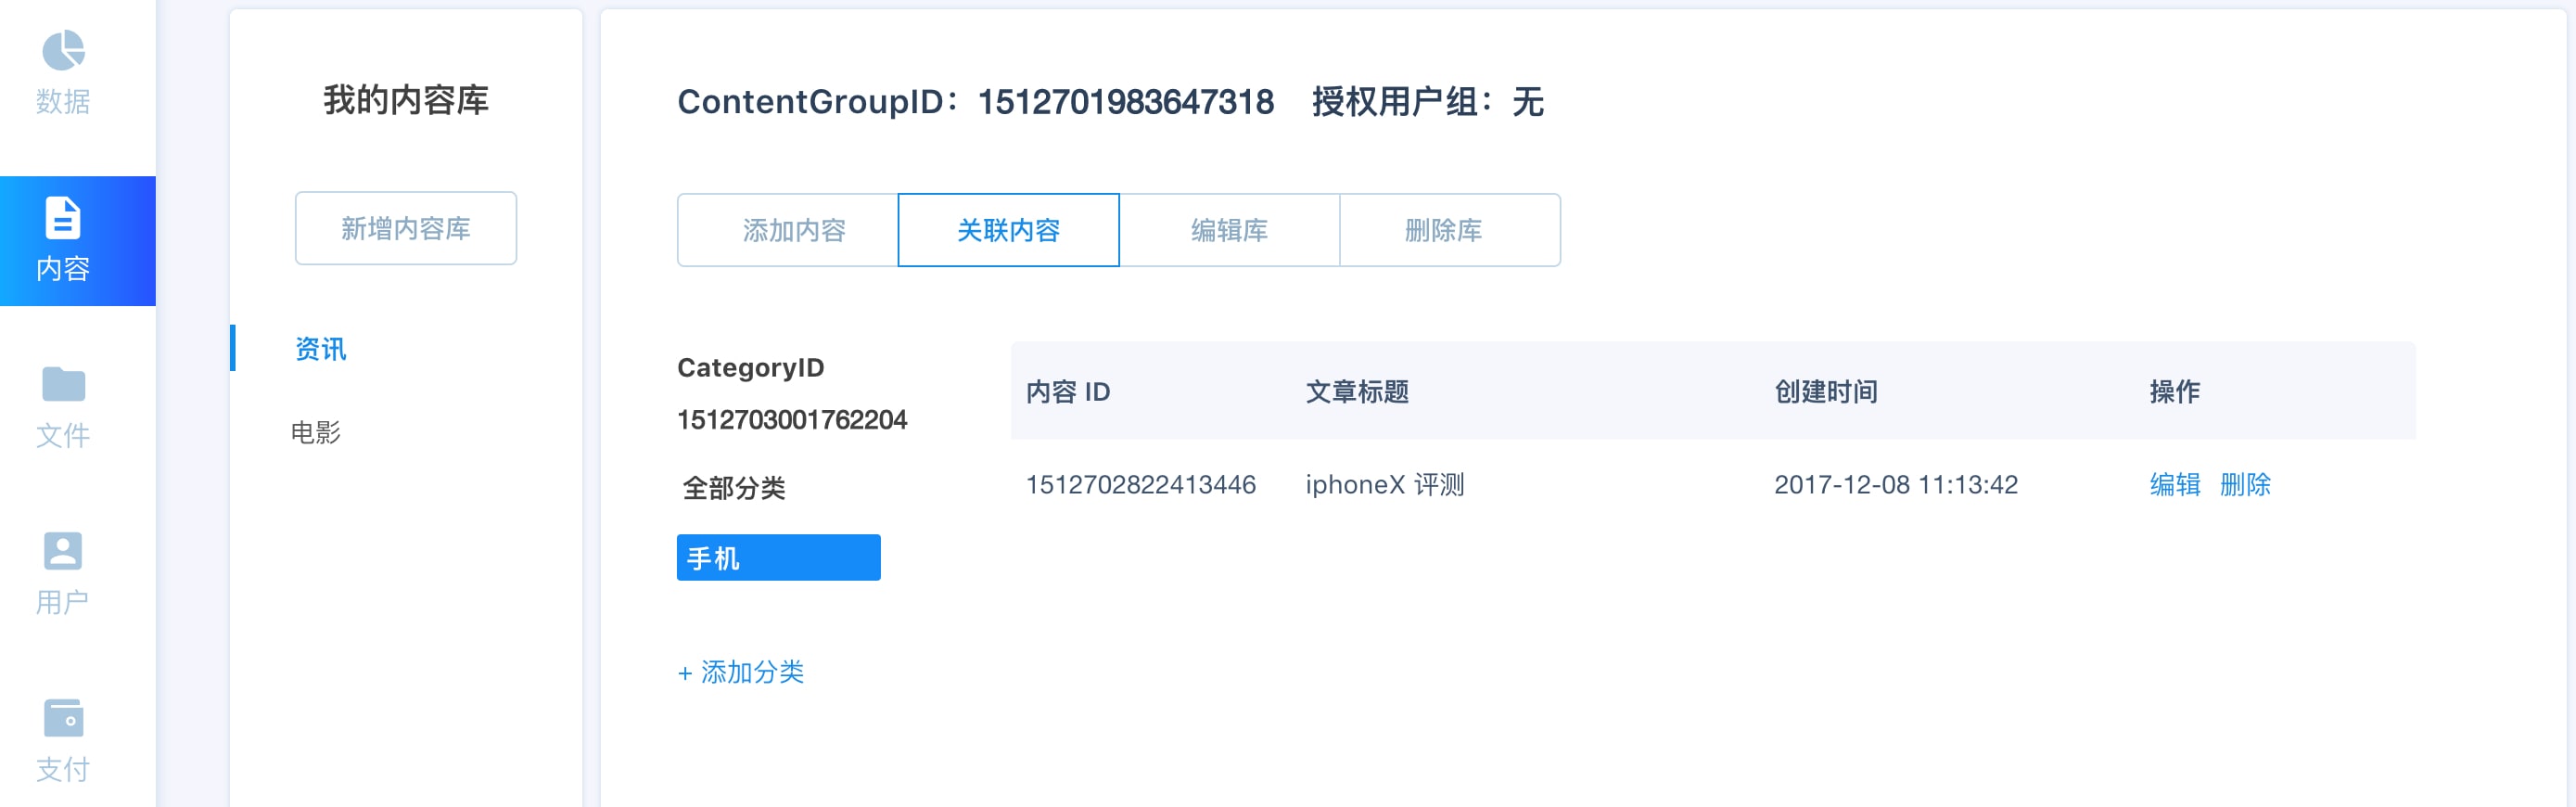 数据
内容
文件
用户
支付
我的内容库
新增内容库
资讯
电影
ContentGroupID：1512701983647318 授权用户组：无
添加内容 关联内容 编辑库 删除库
CategoryID
1512703001762204
全部分类
手机
+ 添加分类
内容 ID 文章标题 创建时间 操作
1512702822413446 iphoneX 评测 2017-12-08 11:13:42 编辑 删除